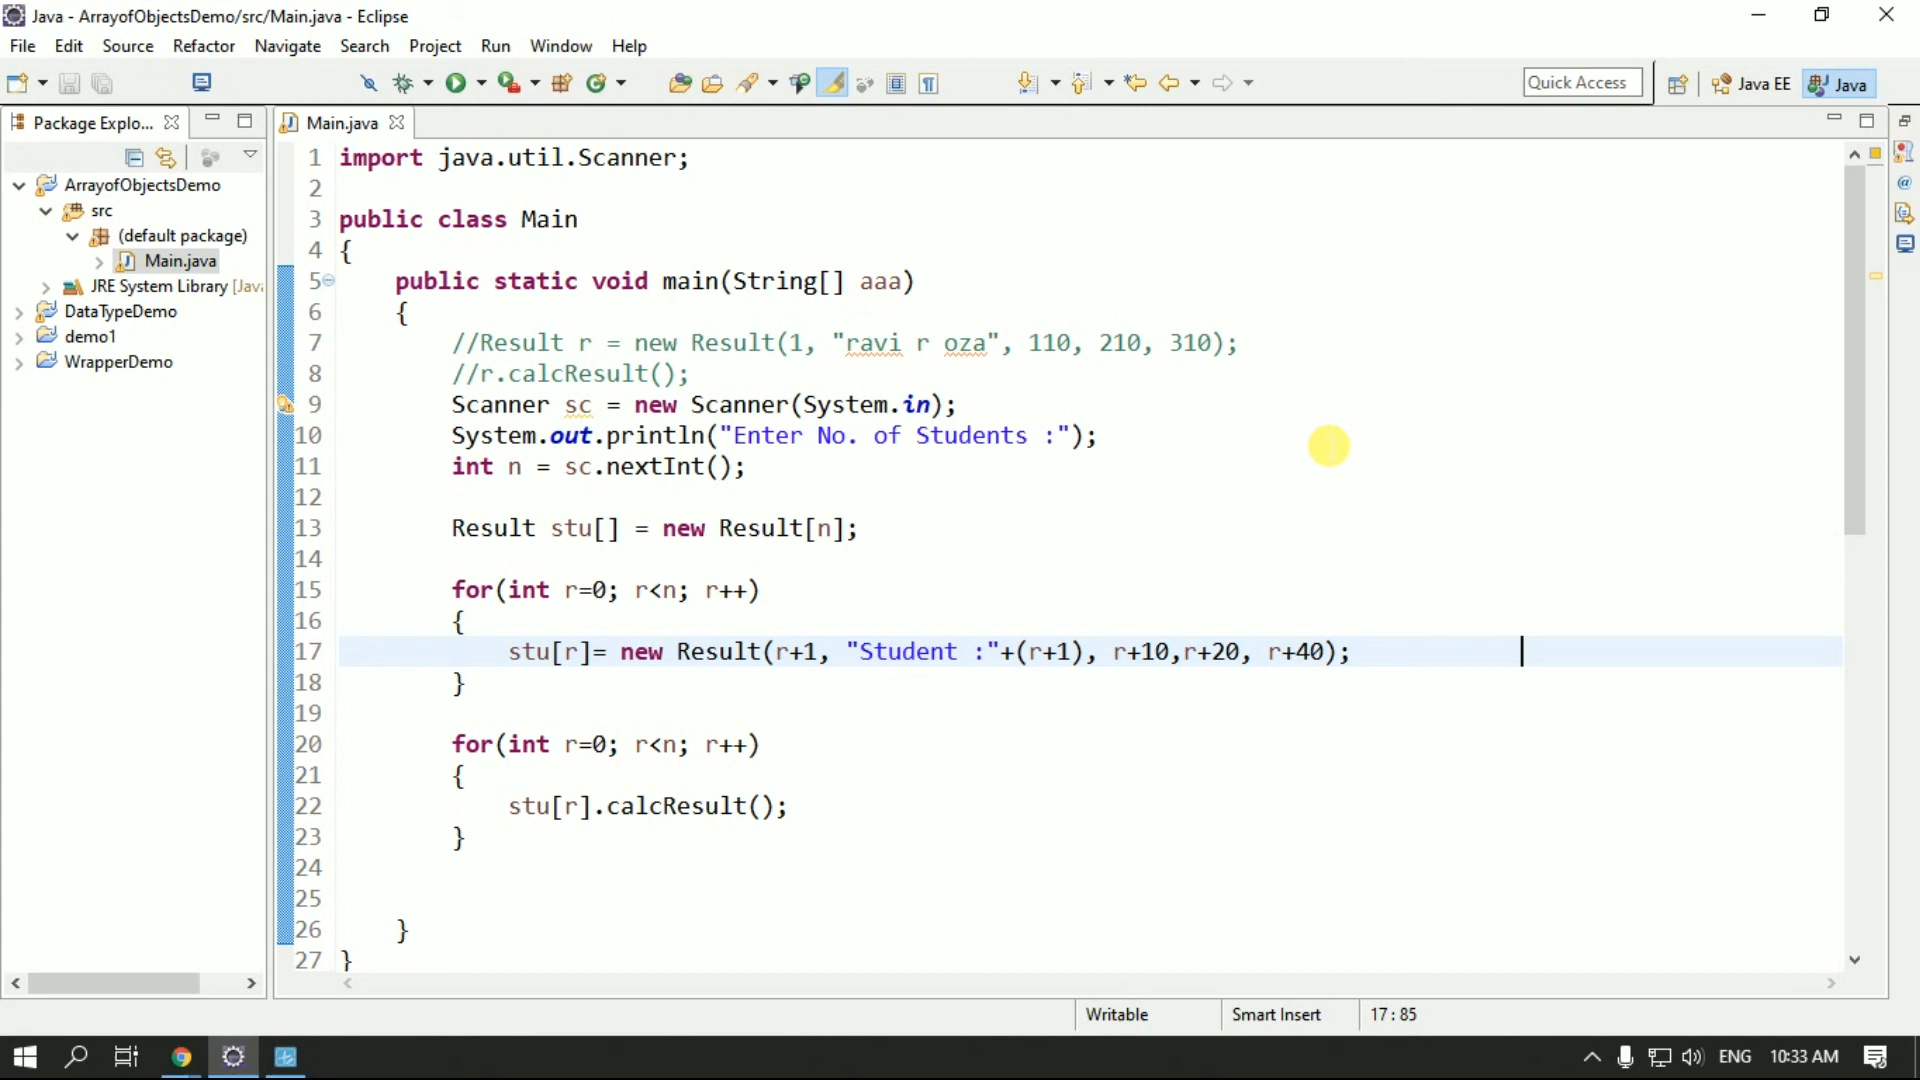 Java - ArrayofObjectsDemo/src/Main.java - Eclipse
File Edit Source Refactor Navigate Search Project Run Window Help
Quick Access
Java EE
Java
Package Explo...
ArrayofObjectsDemo
src
(default package)
Main.java
JRE System Library [Java
DataTypeDemo
demo1
WrapperDemo
Main.java
1 import java.util.Scanner;
2
3 public class Main
4 {
5 public static void main(String[] aaa)
6 {
7 //Result r = new Result(1, "ravi r oza", 110, 210, 310);
8 //r.calcResult();
9 Scanner sc = new Scanner(System.in);
10 System.out.println("Enter No. of Students :");
11 int n = sc.nextInt();
12
13 Result stu[] = new Result[n];
14
15 for(int r=0; r<n; r++)
16 {
17 stu[r]= new Result(r+1, "Student :"+(r+1), r+10,r+20, r+40);
18 }
19
20 for(int r=0; r<n; r++)
21 {
22 stu[r].calcResult();
23 }
24
25
26 }
27 }
Writable
Smart Insert
17 : 85
ENG
10:33 AM